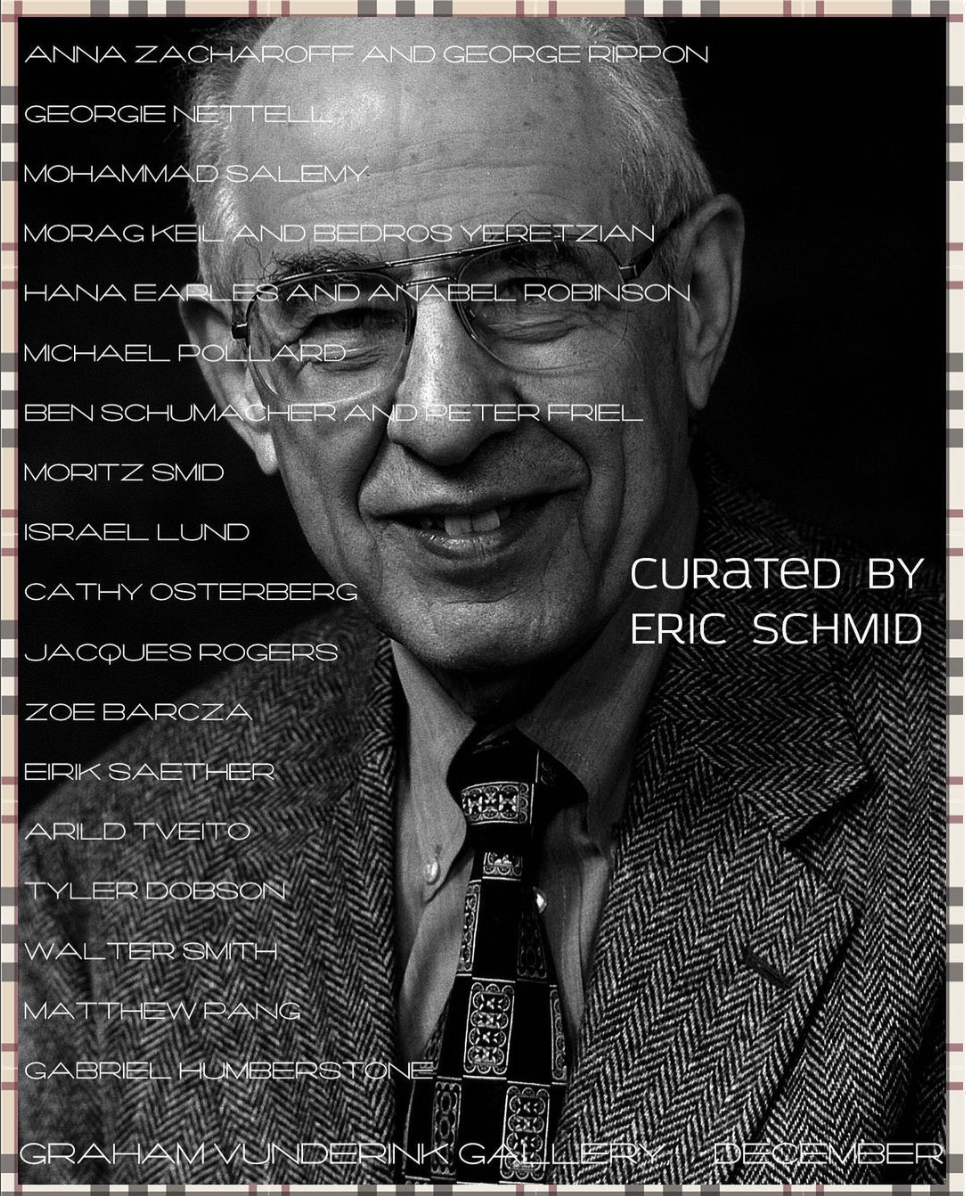 ANNA ZACHAROFF AND GEORGE RIPPON
GEORGIE NETTELL
MOHAMMAD SALEMY
MORAG KEIL AND BEDROS YERETZIAN
HANA EARLES AND ANABEL ROBINSON
MICHAEL POLLARD
BEN SCHUMACHER AND PETER FRIEL
MORITZ SMID
ISRAEL LUND
CATHY OSTERBERG
JACQUES ROGERS
ZOE BARCZA
EIRIK SAETHER
ARILD TVEITO
TYLER DOBSON
WALTER SMITH
MATTHEW PANG
GABRIEL HUMBERSTONE
CURaTeD BY
ERIC SCHMID
GRAHAM VUNDERINK GALLERY DECEMBER